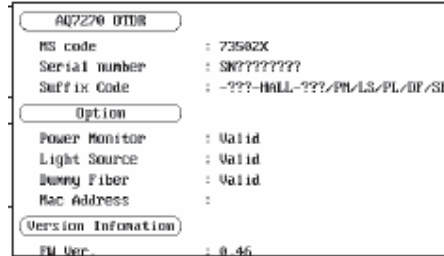 AQ7270 OTDR
MS code : 73502X
Serial number : SN????????
Suffix Code : -???-HALL-???/PM/LS/PL/DF/SB
Option
Power Monitor : Valid
Light Source : Valid
Dummy Fiber : Valid
Mac Address :
Version Infomation
FW Ver. : 0.46